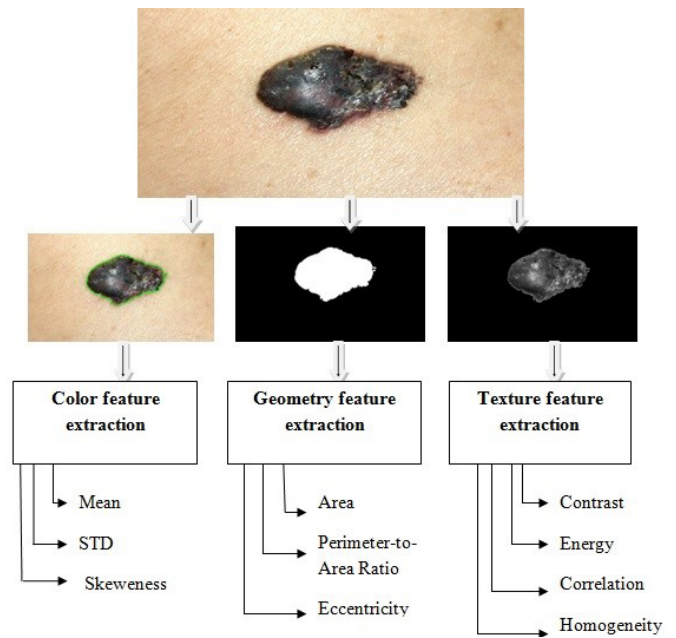 Color feature
extraction
Mean
STD
Skeweness
Geometry feature
extraction
Area
Perimeter-to-
Area Ratio
Eccentricity
Texture feature
extraction
Contrast
Energy
Correlation
Homogeneity